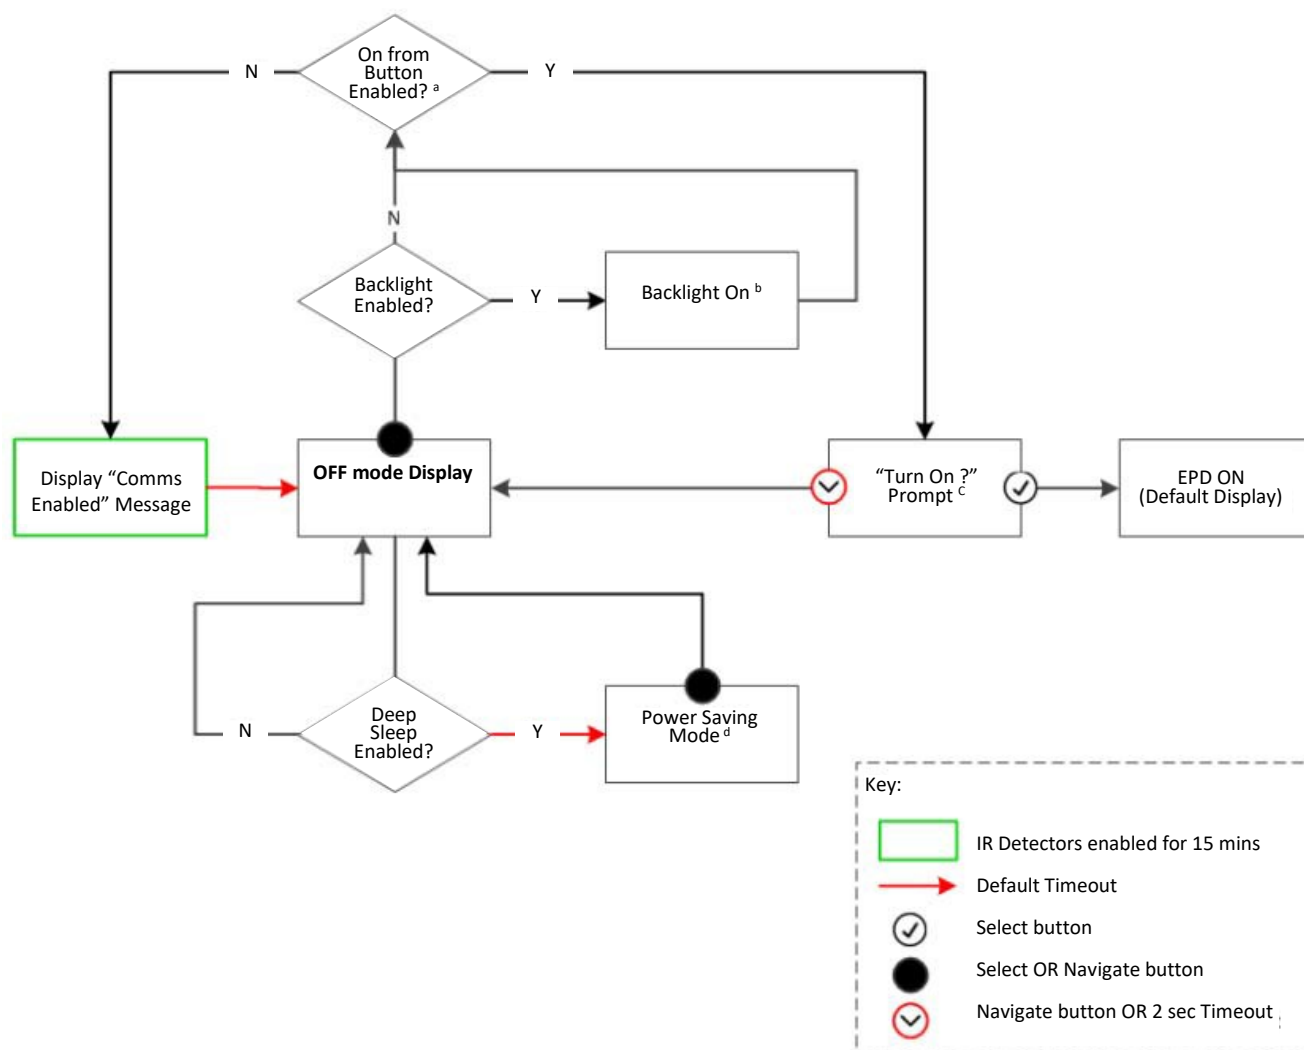 On from
Button
Enabled? a
N
Y
N
Backlight
Enabled?
Y
Backlight On b
Display “Comms
Enabled” Message
OFF mode Display
“Turn On ?”
Prompt C
EPD ON
(Default Display)
Deep
Sleep
Enabled?
N
Y
Power Saving
Mode d
Key:
IR Detectors enabled for 15 mins
Default Timeout
Select button
Select OR Navigate button
Navigate button OR 2 sec Timeout